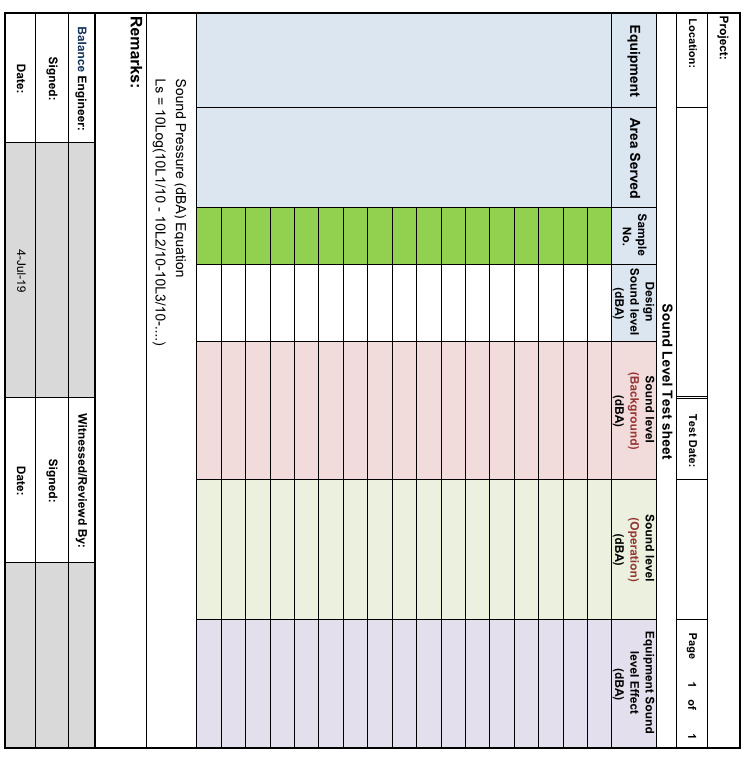 Project:
Location: Test Date: Page 1 of 1
Sound Level Test sheet
Equipment
Area Served
Sample
No.
Design
Sound level
(dBA)
Sound level
(Background)
(dBA)
Sound level
(Operation)
(dBA)
Equipment Sound
level Effect
(dBA)
Sound Pressure (dBA) Equation
Ls = 10Log(10L1/10 - 10L2/10-10L3/10-....)
Remarks:
Balance Engineer: Witnessed/Reviewd By:
Signed: Signed:
Date: 4-Jul-19 Date: